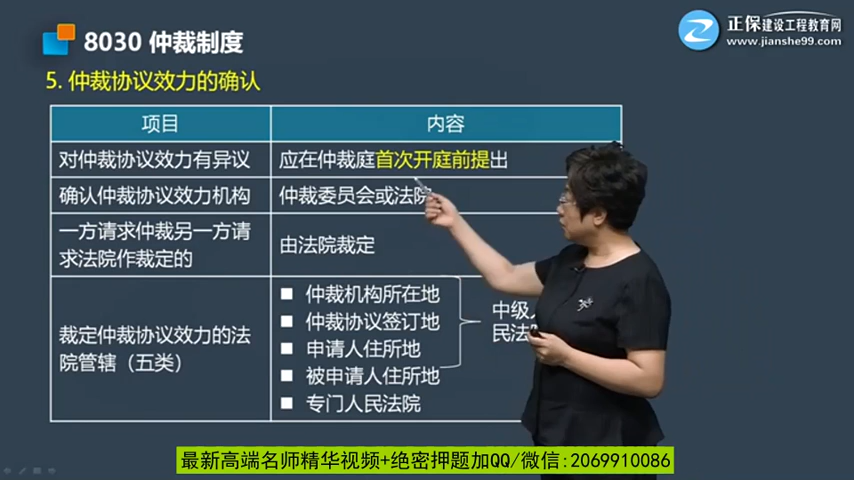 8030 仲裁制度
正保建设工程教育网
www.jianshe99.com
5. 仲裁协议效力的确认
项目
内容
对仲裁协议效力有异议
应在仲裁庭首次开庭前提出
确认仲裁协议效力机构
仲裁委员会或法院
一方请求仲裁另一方请
求法院作裁定的
由法院裁定
裁定仲裁协议效力的法
院管辖（五类）
■ 仲裁机构所在地
■ 仲裁协议签订地
■ 申请人住所地
■ 被申请人住所地
■ 专门人民法院
中级人
民法院
最新高端名师精华视频+绝密押题加QQ/微信:2069910086